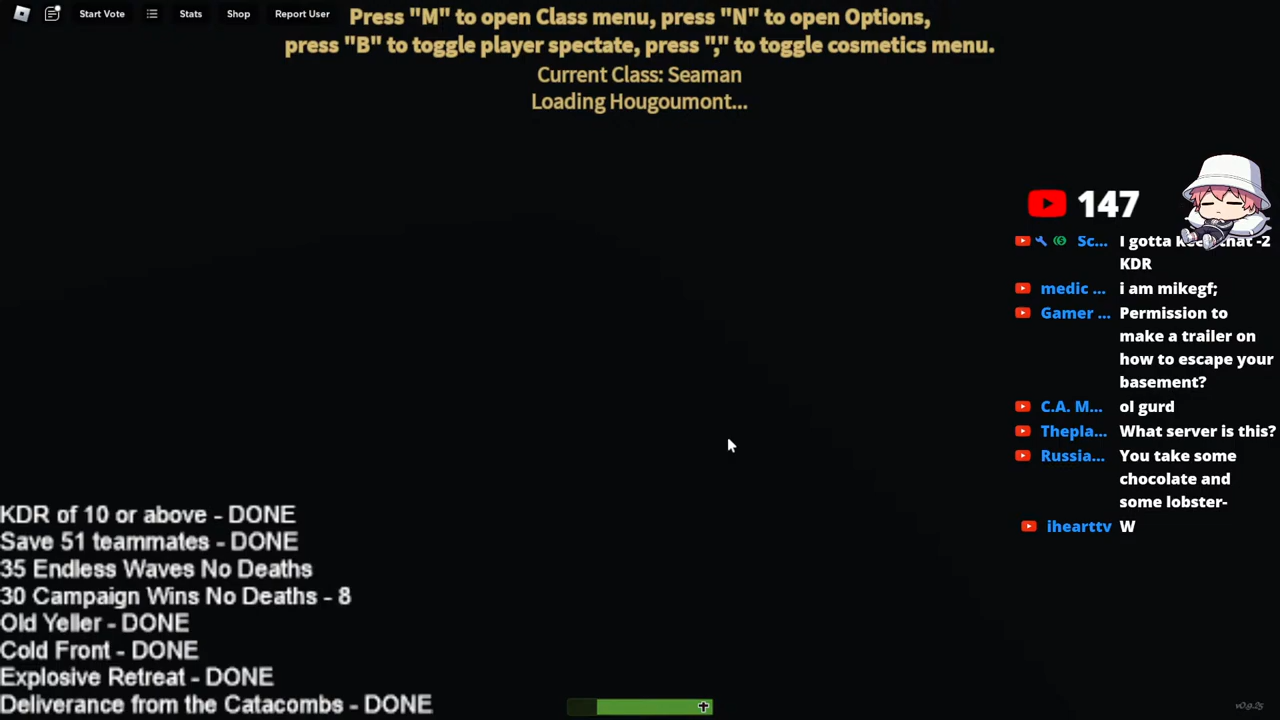 Start Vote
Stats
Shop
Report User
Press "M" to open Class menu, press "N" to open Options,
press "B" to toggle player spectate, press "," to toggle cosmetics menu.
Current Class: Seaman
Loading Hougoumont...
147
Sc... I gotta that -2
KDR
medic ... i am mikegf;
Gamer ... Permission to
make a trailer on
how to escape your
basement?
C.A. M... ol gurd
Thepla... What server is this?
Russia... You take some
chocolate and
some lobster-
ihearttv W
KDR of 10 or above - DONE
Save 51 teammates - DONE
35 Endless Waves No Deaths
30 Campaign Wins No Deaths - 8
Old Yeller - DONE
Cold Front - DONE
Explosive Retreat - DONE
Deliverance from the Catacombs - DONE
v0.9.25